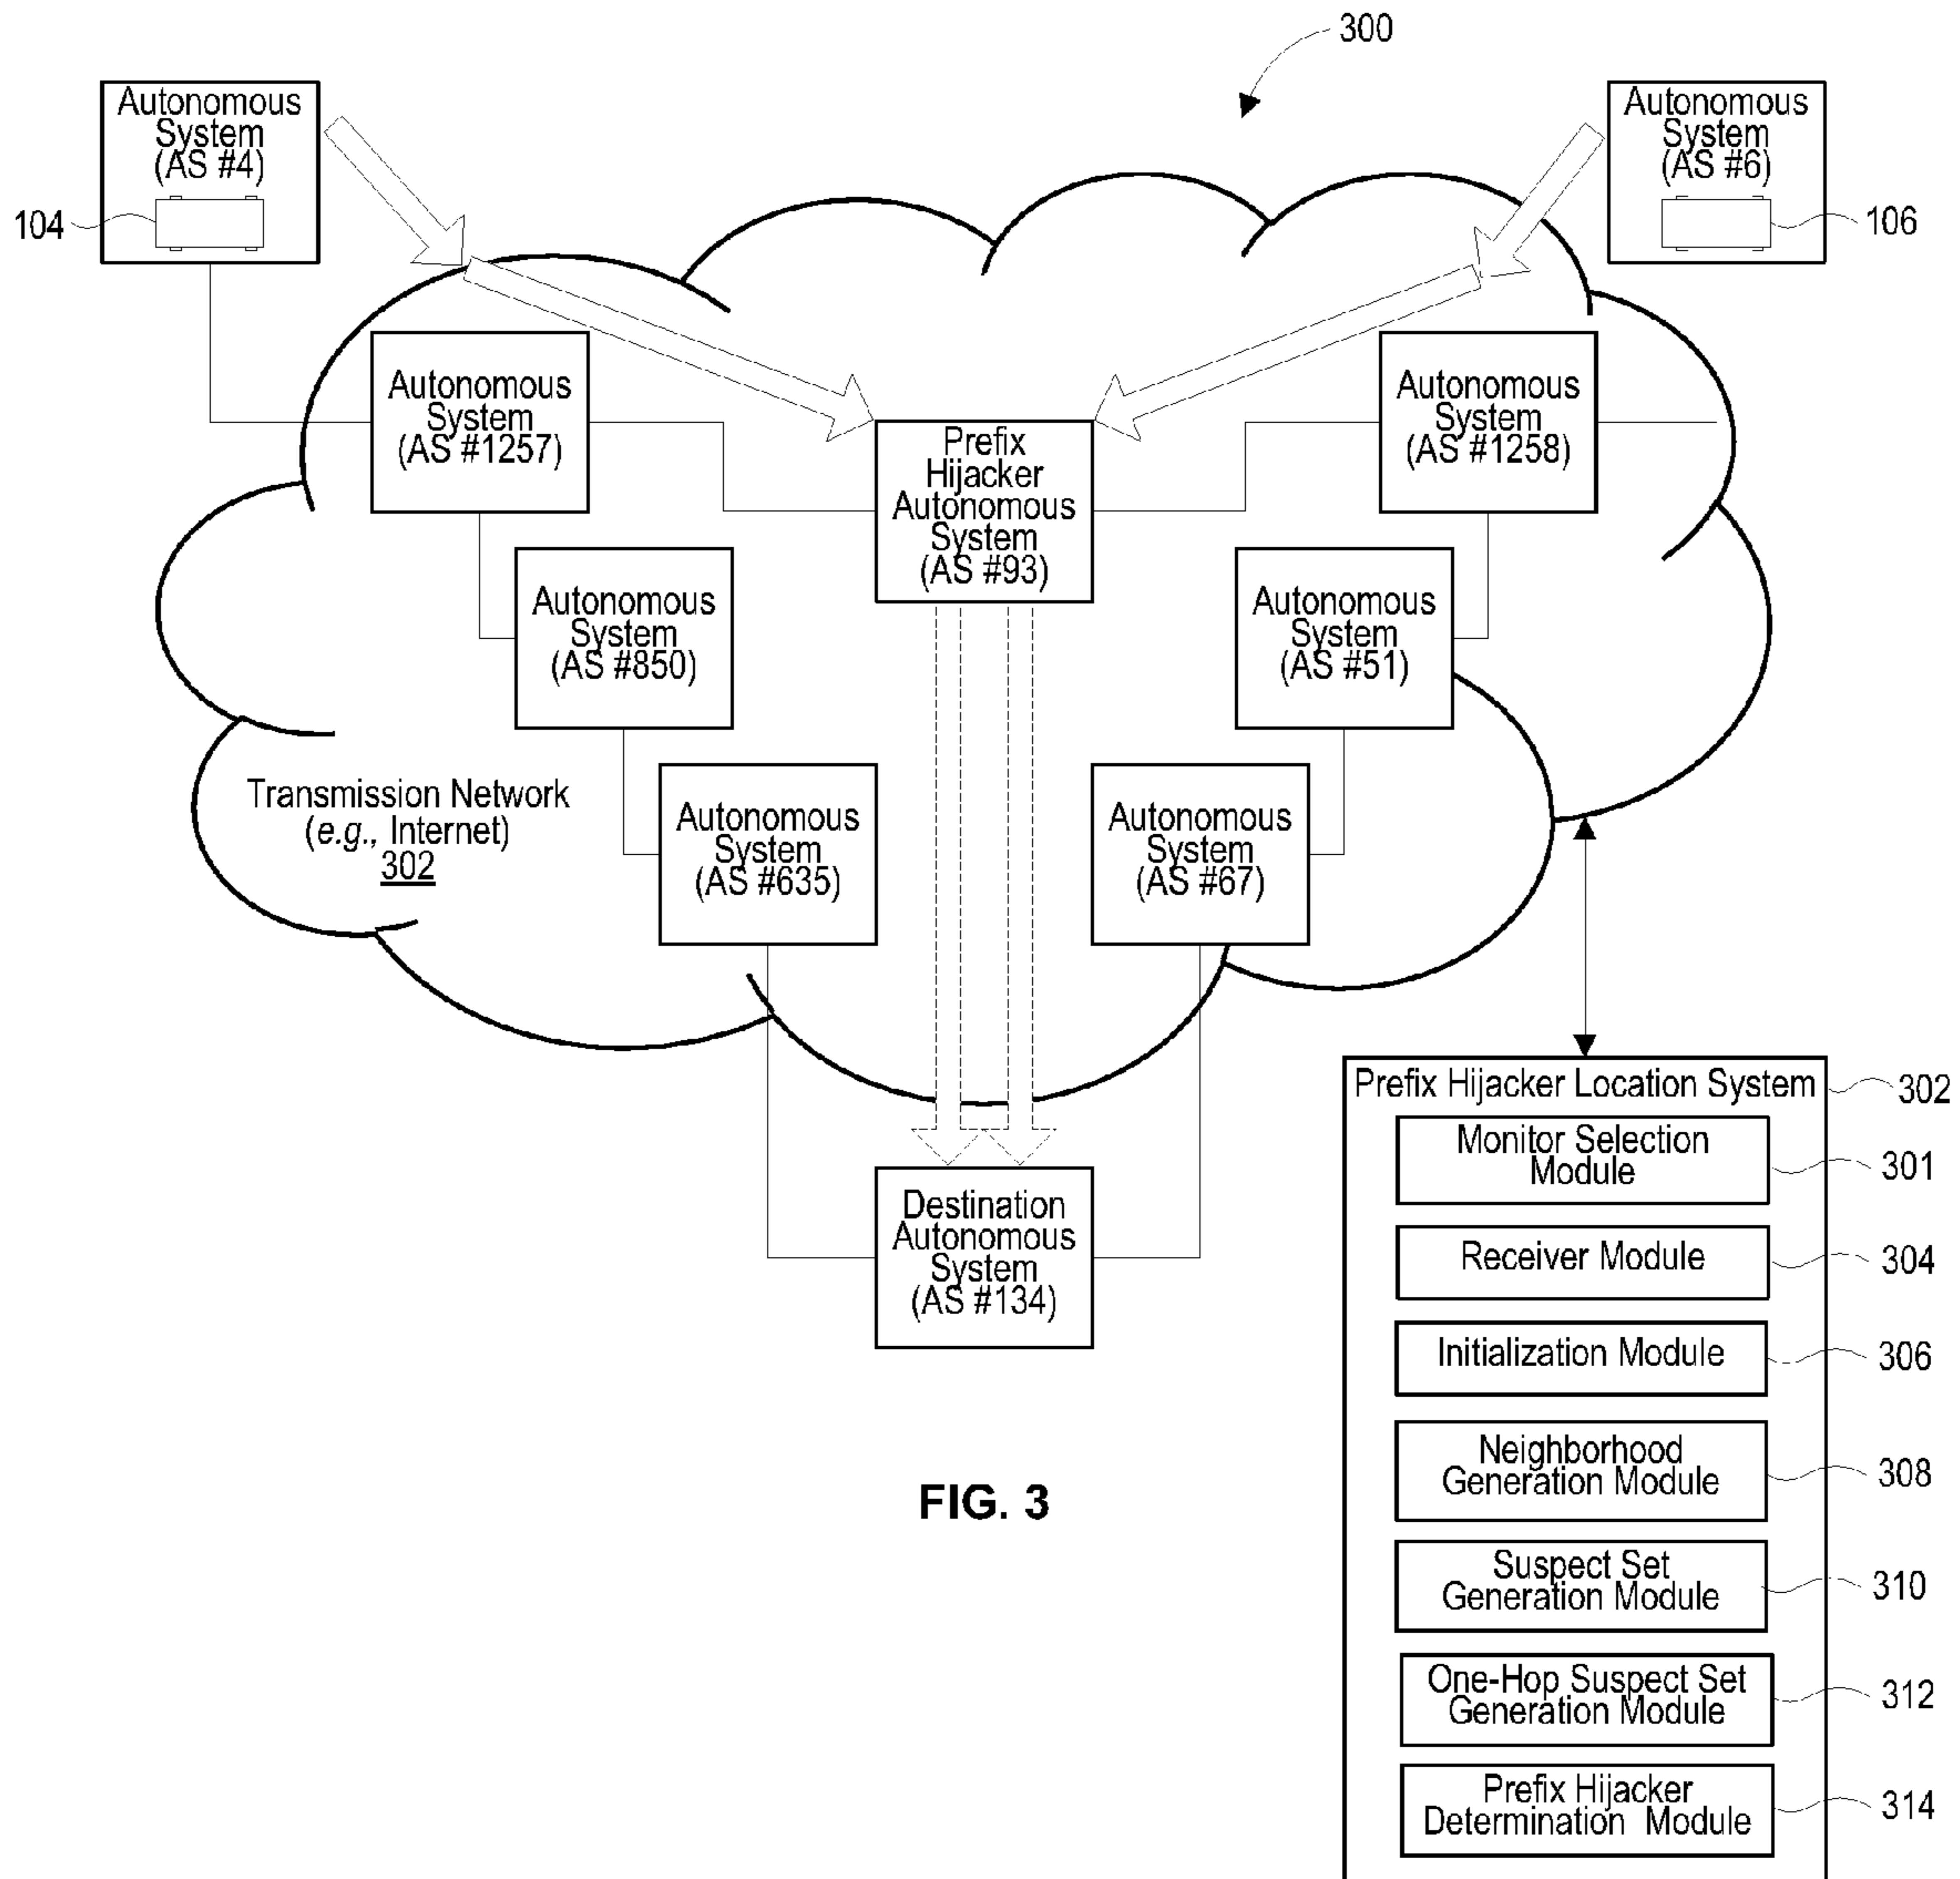 300
Autonomous
System
(AS #4)
104
Autonomous
System
(AS #6)
106
Autonomous
System
(AS #1257)
Autonomous
System
(AS #1258)
Prefix
Hijacker
Autonomous
System
(AS #93)
Autonomous
System
(AS #850)
Autonomous
System
(AS #51)
Transmission Network
(e.g., Internet)
302
Autonomous
System
(AS #635)
Autonomous
System
(AS #67)
Destination
Autonomous
System
(AS #134)
Prefix Hijacker Location System
302
Monitor Selection
Module
301
Receiver Module
304
Initialization Module
306
Neighborhood
Generation Module
308
Suspect Set
Generation Module
310
One-Hop Suspect Set
Generation Module
312
Prefix Hijacker
Determination Module
314
FIG. 3